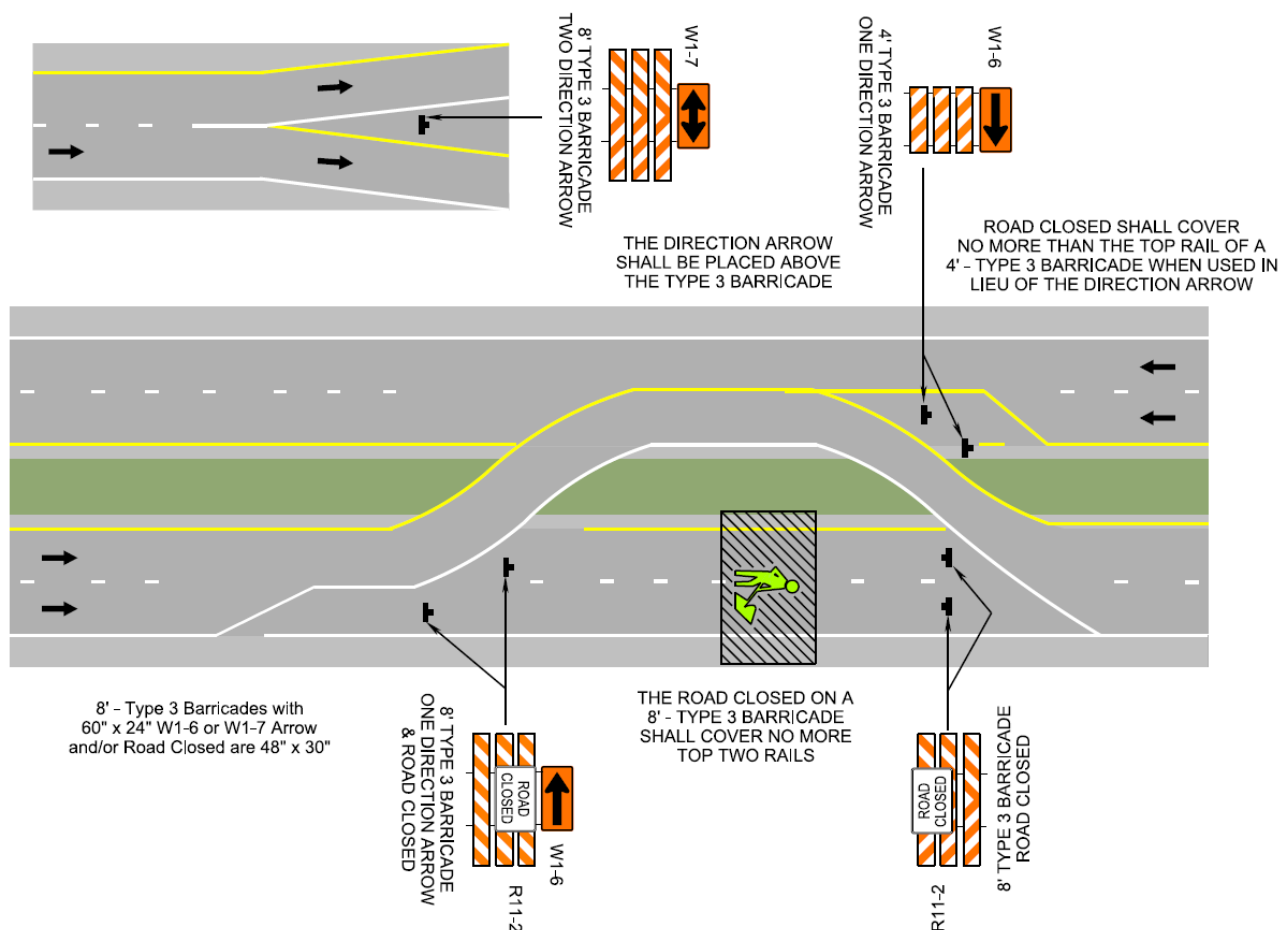 8' TYPE 3 BARRICADE
TWO DIRECTION ARROW
W1-7
4' TYPE 3 BARRICADE
ONE DIRECTION ARROW
W1-6
THE DIRECTION ARROW
SHALL BE PLACED ABOVE
THE TYPE 3 BARRICADE
ROAD CLOSED SHALL COVER
NO MORE THAN THE TOP RAIL OF A
4' - TYPE 3 BARRICADE WHEN USED IN
LIEU OF THE DIRECTION ARROW
8' - Type 3 Barricades with
60" x 24" W1-6 or W1-7 Arrow
and/or Road Closed are 48" x 30"
8' TYPE 3 BARRICADE
ONE DIRECTION ARROW
& ROAD CLOSED
ROAD
CLOSED
W1-6
R11-2
THE ROAD CLOSED ON A
8' - TYPE 3 BARRICADE
SHALL COVER NO MORE
TOP TWO RAILS
ROAD
CLOSED
8' TYPE 3 BARRICADE
ROAD CLOSED
R11-2